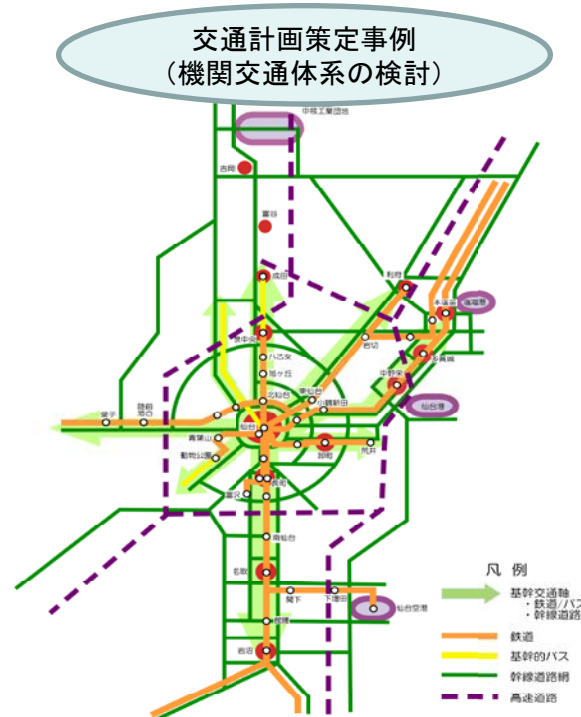 交通計画策定事例
(機関交通体系の検討)
中核工業団地
吉岡
富谷
成田
泉中央
八乙女
旭ヶ丘
北仙台
利府
岩切
本塩釜
塩釜港
多賀城
中野栄
仙台港
東仙台
小鶴新田
愛子
陸前落合
仙台
青葉山
動物公園
卸町
荒井
長町
富沢
南仙台
名取
関下
下増田
仙台空港
館腰
岩沼
凡 例
基幹交通軸
・鉄道/バス
・幹線道路
鉄道
基幹的バス
幹線道路網
高速道路